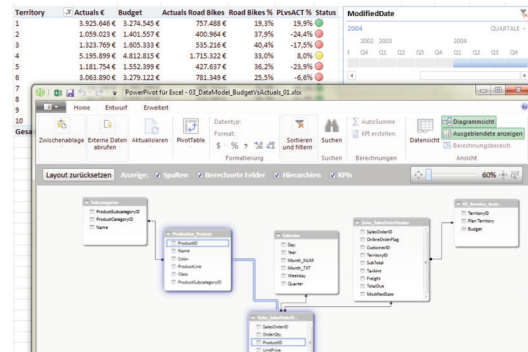 Territory Actuals € Budget Actuals Road Bikes Road Bikes % PLvsACT % Status
1 3.925.646 € 3.274.545 € 757.488 € 19,3% 19,9%
2 1.059.023 € 1.401.557 € 400.964 € 37,9% -24,4%
3 1.323.769 € 1.605.333 € 535.216 € 40,4% -17,5%
4 5.195.899 € 4.812.815 € 1.715.322 € 33,0% 8,0%
5 1.181.754 € 1.552.399 € 427.637 € 36,2% -23,9%
6 3.063.890 € 3.279.122 € 781.349 € 25,5% -6,6%
7
8
9
10
Gesa
ModifiedDate
2004 QUARTALE
2002 2003 2004
Q4 Q1 Q2 Q3 Q4 Q1 Q2 Q3 Q4
PowerPivot für Excel - 03_DataModel_BudgetVsActuals_01.xlsx
Home Entwurf Erweitert
Zwischenablage
Externe Daten abrufen
Aktualisieren
PivotTable
Datentyp:
Format:
$ % ,
Formatierung
Sortieren und filtern
Suchen
Suchen
AutoSumme
KPI erstellen
Berechnungen
Datensicht
Diagrammsicht
Ausgeblendete anzeigen
Berechnungsbereich
Ansicht
Layout zurücksetzen Anzeige: Spalten Berechnete Felder Hierarchien KPIs 60%
ProductSubcategoryID
ProductCategoryID
Name
Production_Product
ProductID
Name
Color
ProductLine
Class
ProductSubcategoryID
Calendar
Day
Year
Month_NUM
Month_TXT
Weekday
Quarter
Sales_SalesOrderHeader
SalesOrderID
OnlineOrderFlag
CustomerID
TerritoryID
SubTotal
TaxAmt
Freight
TotalDue
ModifiedDate
TerritoryID
Plan Territory
Budget
SalesOrderID
OrderQty
ProductID
UnitPrice